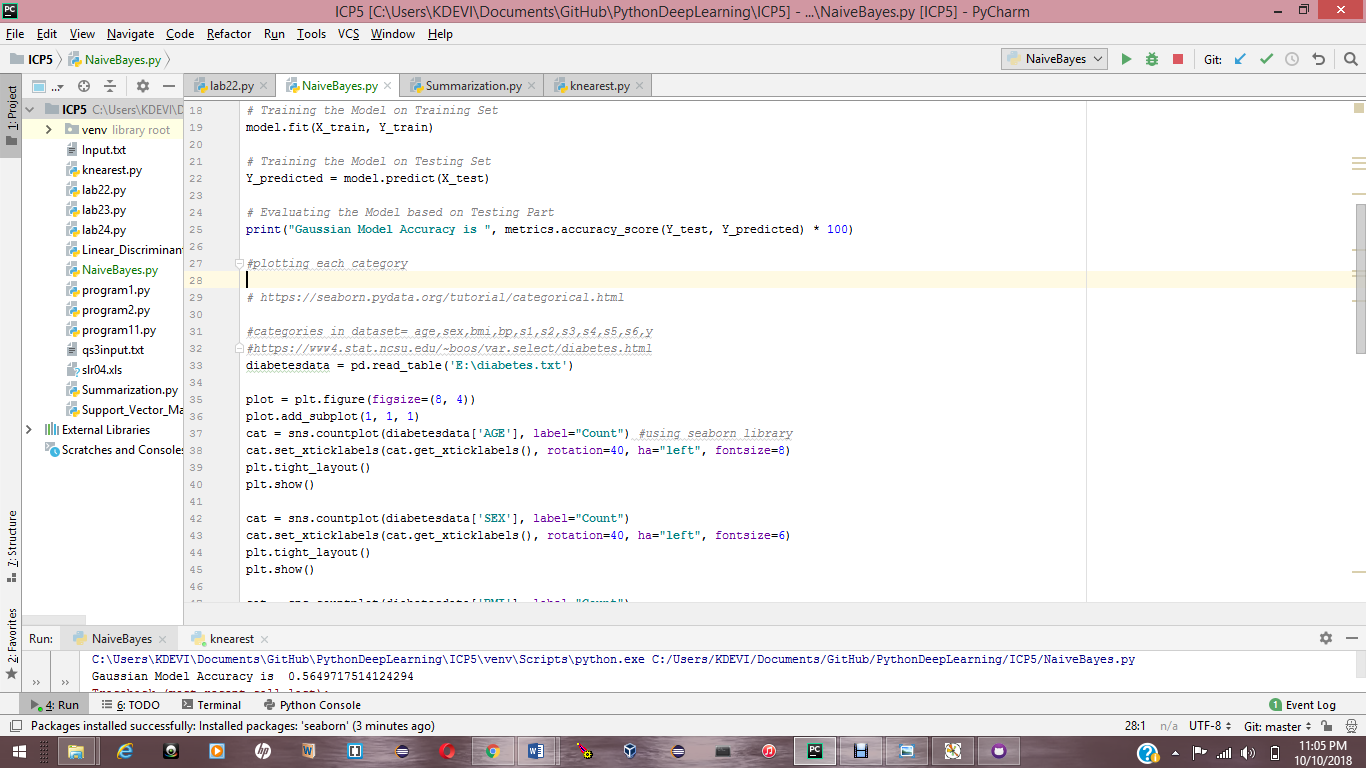 ICP5 [C:\Users\KDEVI\Documents\GitHub\PythonDeepLearning\ICP5] - ...\NaiveBayes.py [ICP5] - PyCharm
File Edit View Navigate Code Refactor Run Tools VCS Window Help
ICP5 NaiveBayes.py
NaiveBayes Git:
lab22.py NaiveBayes.py Summarization.py knearest.py
1: Project
7: Structure
2: Favorites
ICP5 C:\Users\KDEVI\D
venv library root
Input.txt
knearest.py
lab22.py
lab23.py
lab24.py
Linear_Discriminan
NaiveBayes.py
program1.py
program2.py
program11.py
qs3input.txt
slr04.xls
Summarization.py
Support_Vector_Ma
External Libraries
Scratches and Consoles
18 # Training the Model on Training Set
19 model.fit(X_train, Y_train)
20
21 # Training the Model on Testing Set
22 Y_predicted = model.predict(X_test)
23
24 # Evaluating the Model based on Testing Part
25 print("Gaussian Model Accuracy is ", metrics.accuracy_score(Y_test, Y_predicted) * 100)
26
27 #plotting each category
28
29 # https://seaborn.pydata.org/tutorial/categorical.html
30
31 #categories in dataset= age,sex,bmi,bp,s1,s2,s3,s4,s5,s6,y
32 #https://www4.stat.ncsu.edu/~boos/var.select/diabetes.html
33 diabetesdata = pd.read_table('E:\diabetes.txt')
34
35 plot = plt.figure(figsize=(8, 4))
36 plot.add_subplot(1, 1, 1)
37 cat = sns.countplot(diabetesdata['AGE'], label="Count") #using seaborn library
38 cat.set_xticklabels(cat.get_xticklabels(), rotation=40, ha="left", fontsize=8)
39 plt.tight_layout()
40 plt.show()
41
42 cat = sns.countplot(diabetesdata['SEX'], label="Count")
43 cat.set_xticklabels(cat.get_xticklabels(), rotation=40, ha="left", fontsize=6)
44 plt.tight_layout()
45 plt.show()
46
47 cat = sns.countplot(diabetesdata['BMI'], label="Count")
Run: NaiveBayes knearest
C:\Users\KDEVI\Documents\GitHub\PythonDeepLearning\ICP5\venv\Scripts\python.exe C:/Users/KDEVI/Documents/GitHub/PythonDeepLearning/ICP5/NaiveBayes.py
Gaussian Model Accuracy is  0.5649717514124294
Traceback (most recent call last):
4: Run 6: TODO Terminal Python Console 1 Event Log
Packages installed successfully: Installed packages: 'seaborn' (3 minutes ago) 28:1 n/a UTF-8 Git: master
11:05 PM
10/10/2018